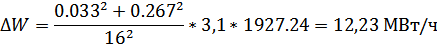 ΔW = (0.033² + 0.267²) / 16² * 3,1 * 1927.24 = 12,23 МВт/ч